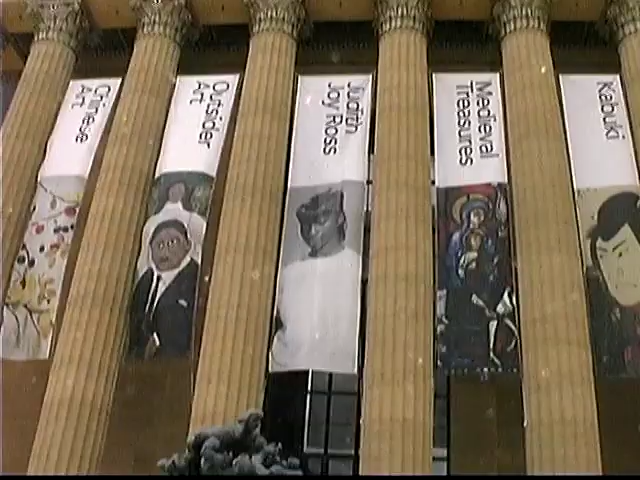 Chinese
Art
Outsider
Art
Judith
Joy Ross
Medieval
Treasures
Kabuki